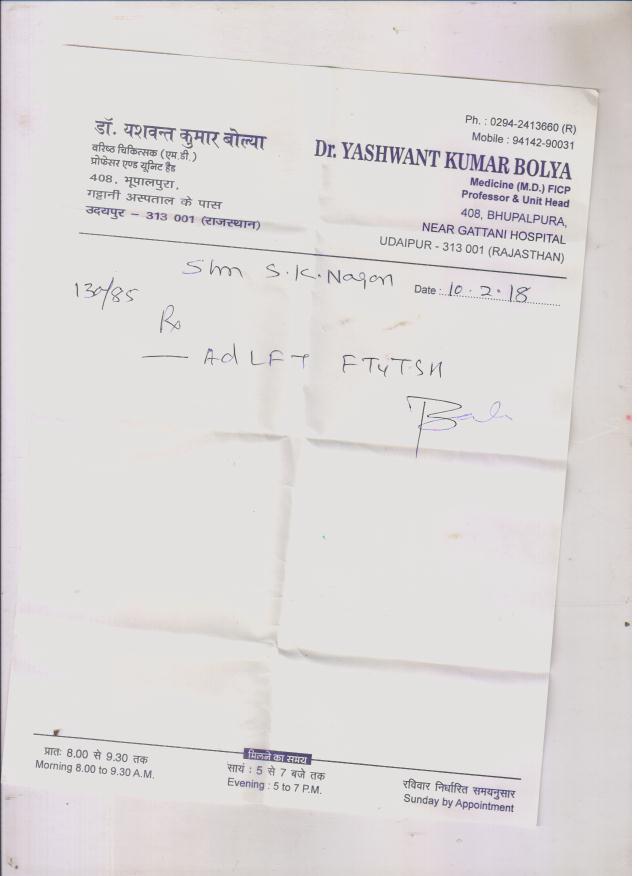 डॉ. यशवन्त कुमार बोल्या
वरिष्ठ चिकित्सक (एम.डी.)
प्रोफेसर एण्ड यूनिट हैड
408, भूपालपुरा,
गट्टानी अस्पताल के पास
उदयपुर – 313 001 (राजस्थान)
Ph. : 0294-2413660 (R)
Mobile : 94142-90031
Dr. YASHWANT KUMAR BOLYA
Medicine (M.D.) FICP
Professor & Unit Head
408, BHUPALPURA,
NEAR GATTANI HOSPITAL
UDAIPUR - 313 001 (RAJASTHAN)
S.K. Nagon
Date : 10.2.18
130/85
Rx
— Ad LFT FT4 TSH
मिलने का समय
प्रातः 8.00 से 9.30 तक
Morning 8.00 to 9.30 A.M.
सायं : 5 से 7 बजे तक
Evening : 5 to 7 P.M.
रविवार निर्धारित समयनुसार
Sunday by Appointment